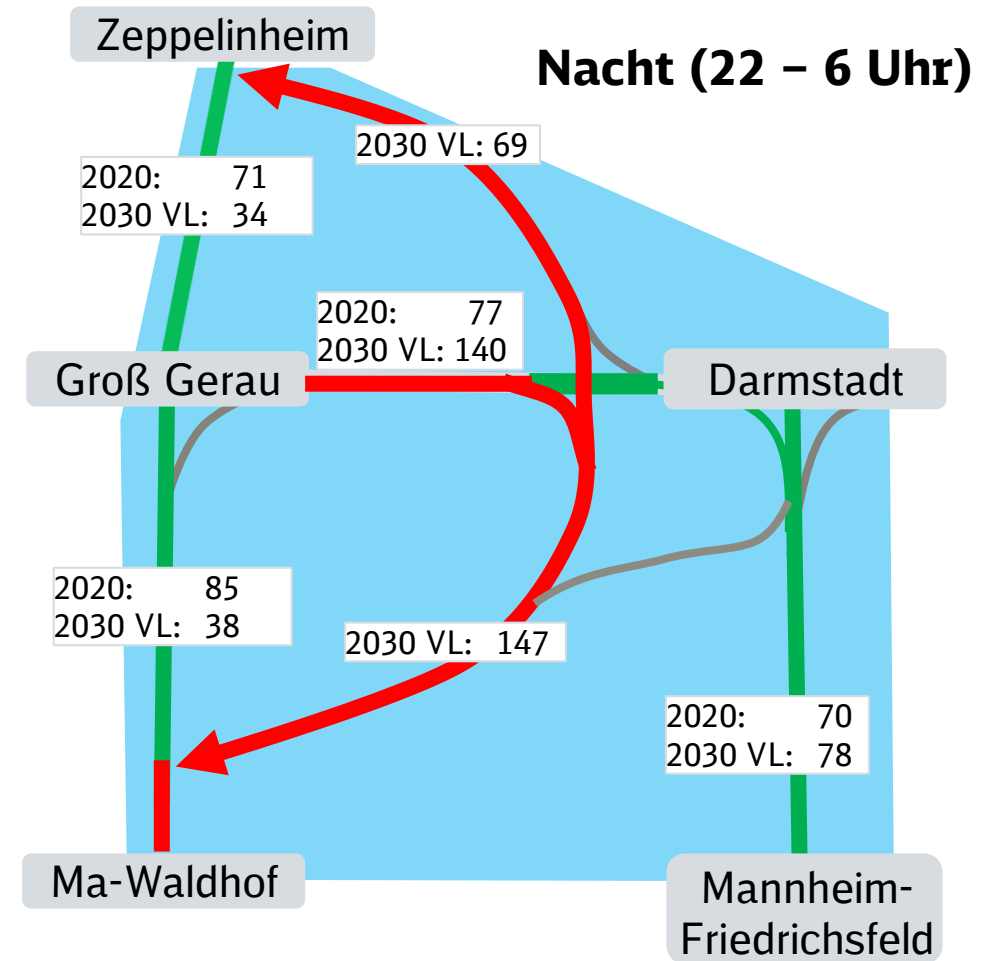 Zeppelinheim
Nacht (22 – 6 Uhr)
2030 VL: 69
2020: 71
2030 VL: 34
2020: 77
2030 VL: 140
Groß Gerau
Darmstadt
2020: 85
2030 VL: 38
2030 VL: 147
2020: 70
2030 VL: 78
Ma-Waldhof
Mannheim-
Friedrichsfeld